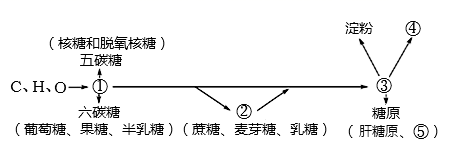 淀粉 ④
(核糖和脱氧核糖)
五碳糖
C、H、O ① ③
六碳糖 ② 糖原
(葡萄糖、果糖、半乳糖) (蔗糖、麦芽糖、乳糖) (肝糖原、⑤)